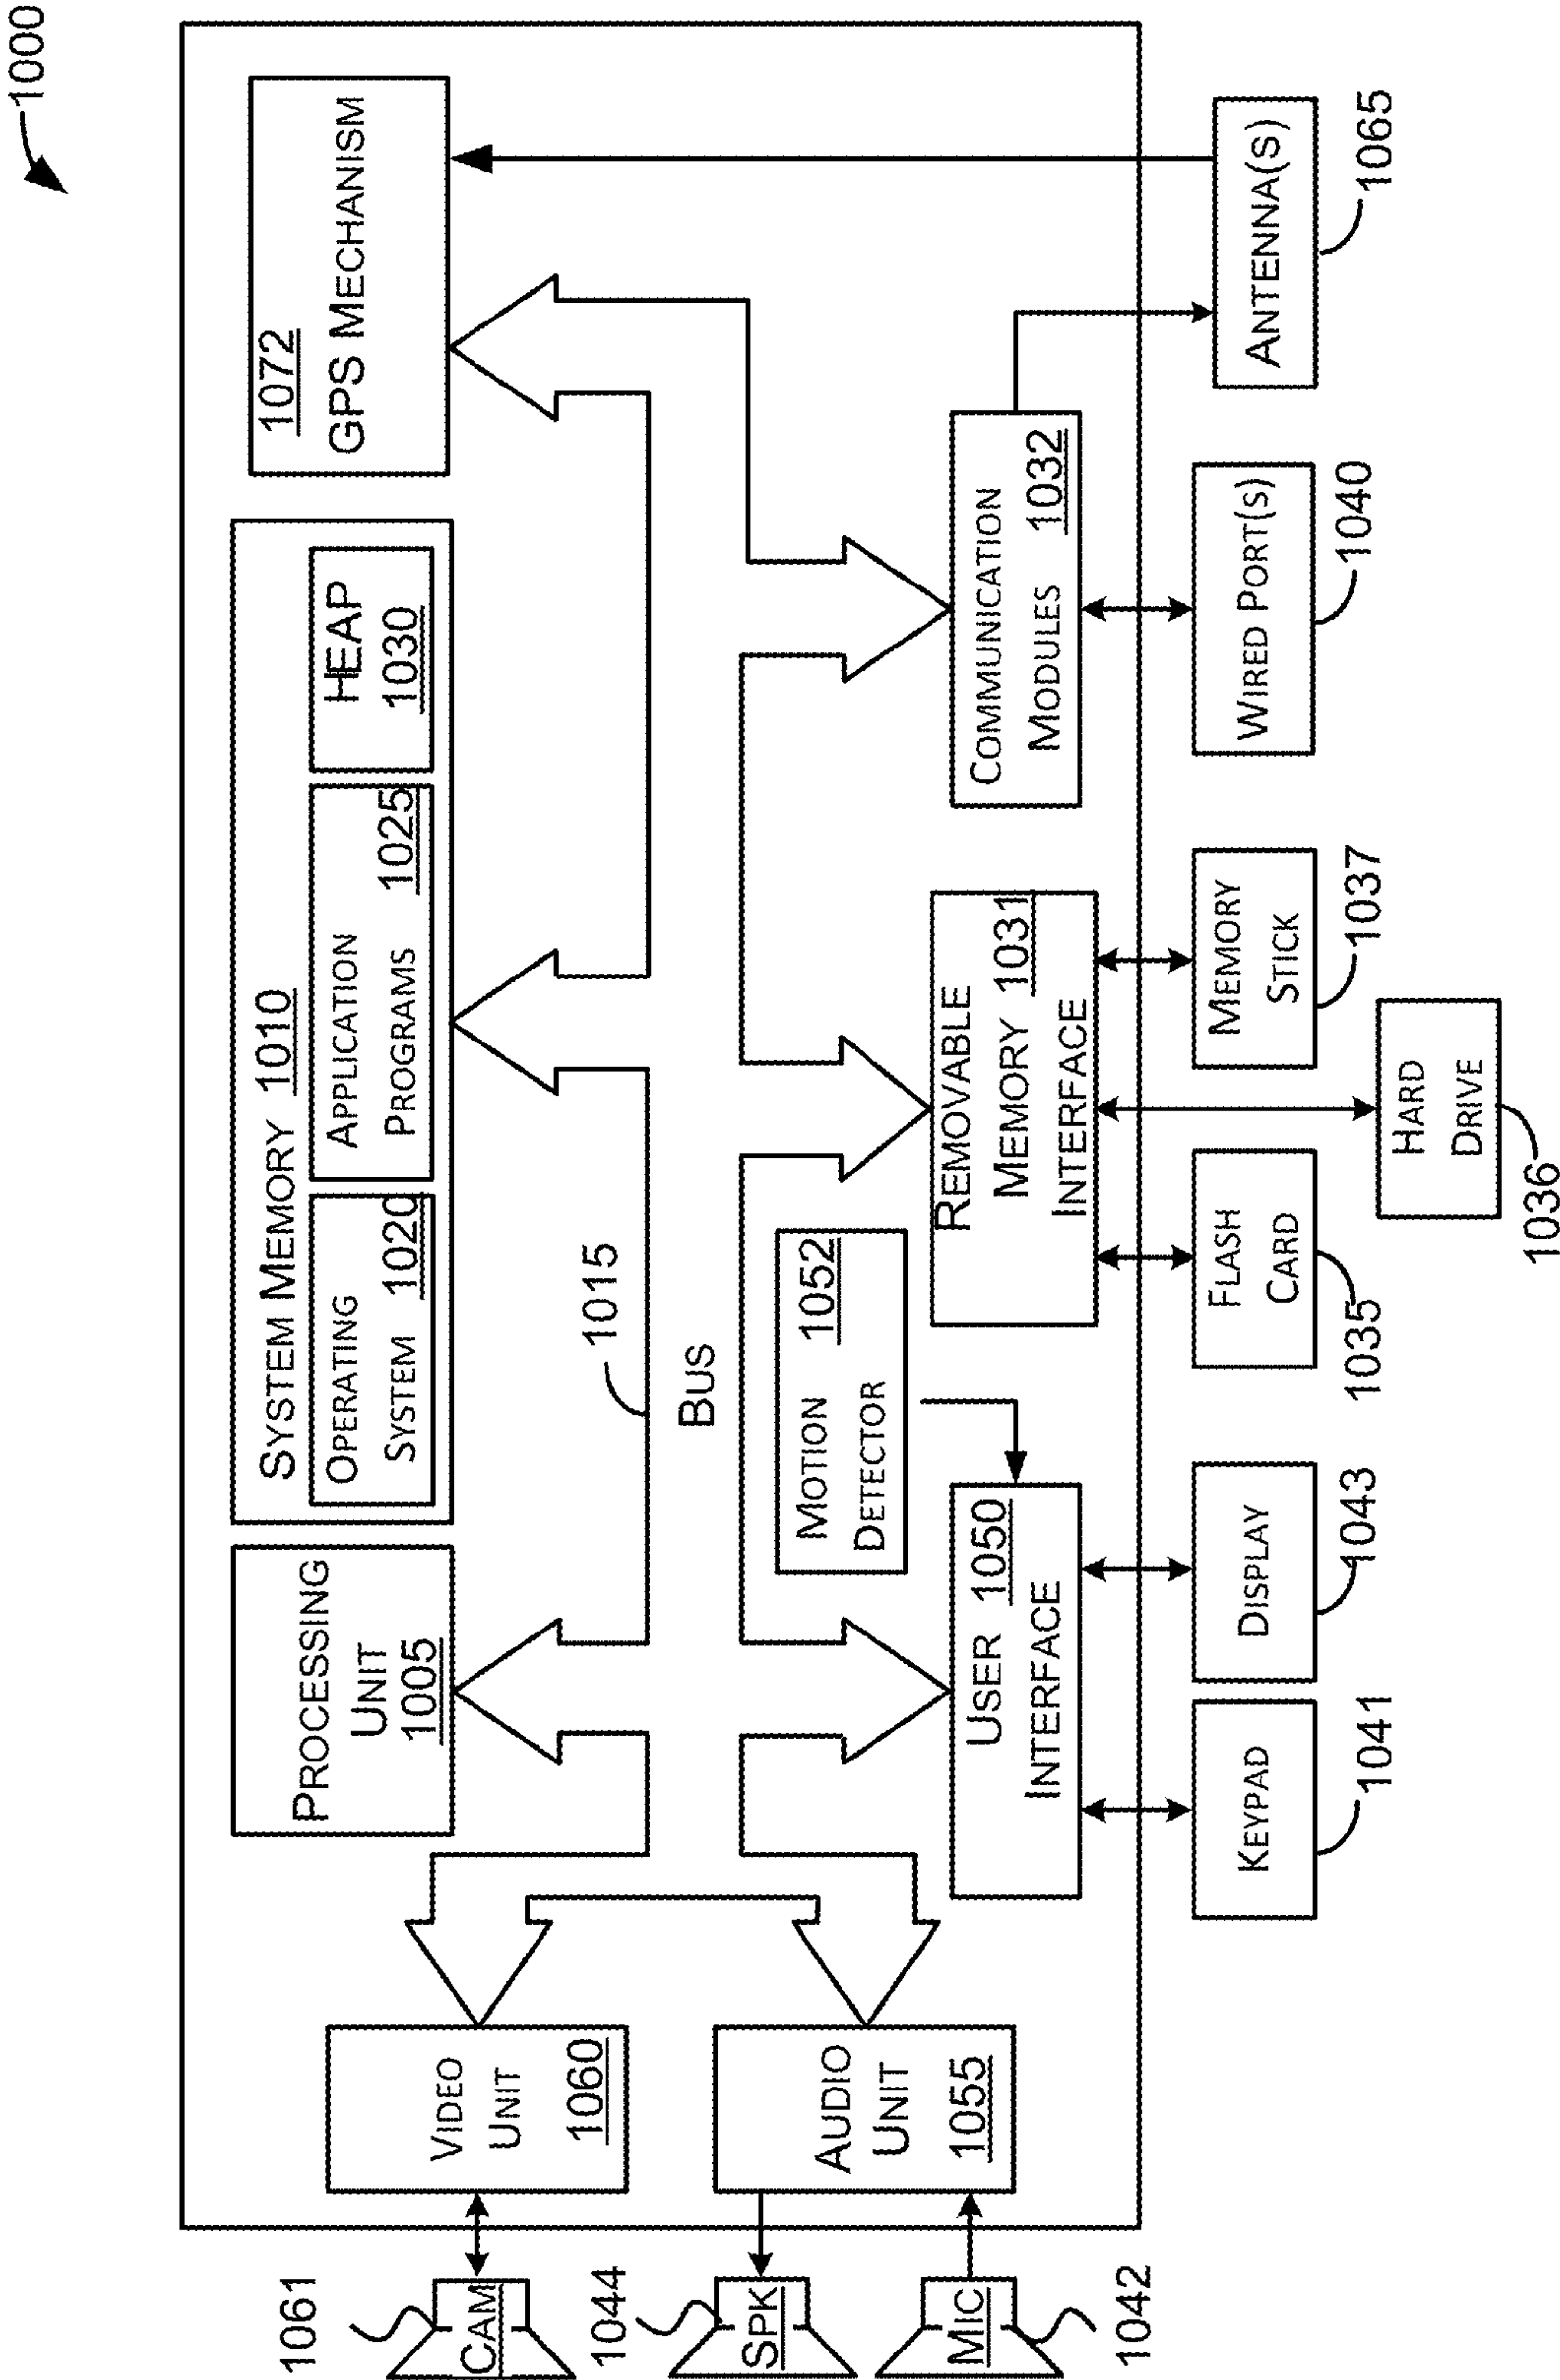 1000
1072
GPS MECHANISM
SYSTEM MEMORY 1010
OPERATING
SYSTEM 1020
APPLICATION
PROGRAMS 1025
HEAP
1030
PROCESSING
UNIT
1005
1015
BUS
VIDEO
UNIT
1060
AUDIO
UNIT
1055
MOTION 1052
DETECTOR
USER 1050
INTERFACE
REMOVABLE
MEMORY 1031
INTERFACE
COMMUNICATION
MODULES 1032
1061
CAM
1044
SPK
MIC
1042
KEYPAD
1041
DISPLAY
1043
FLASH
CARD
1035
HARD
DRIVE
1036
MEMORY
STICK
1037
WIRED PORT(S)
1040
ANTENNA(S)
1065